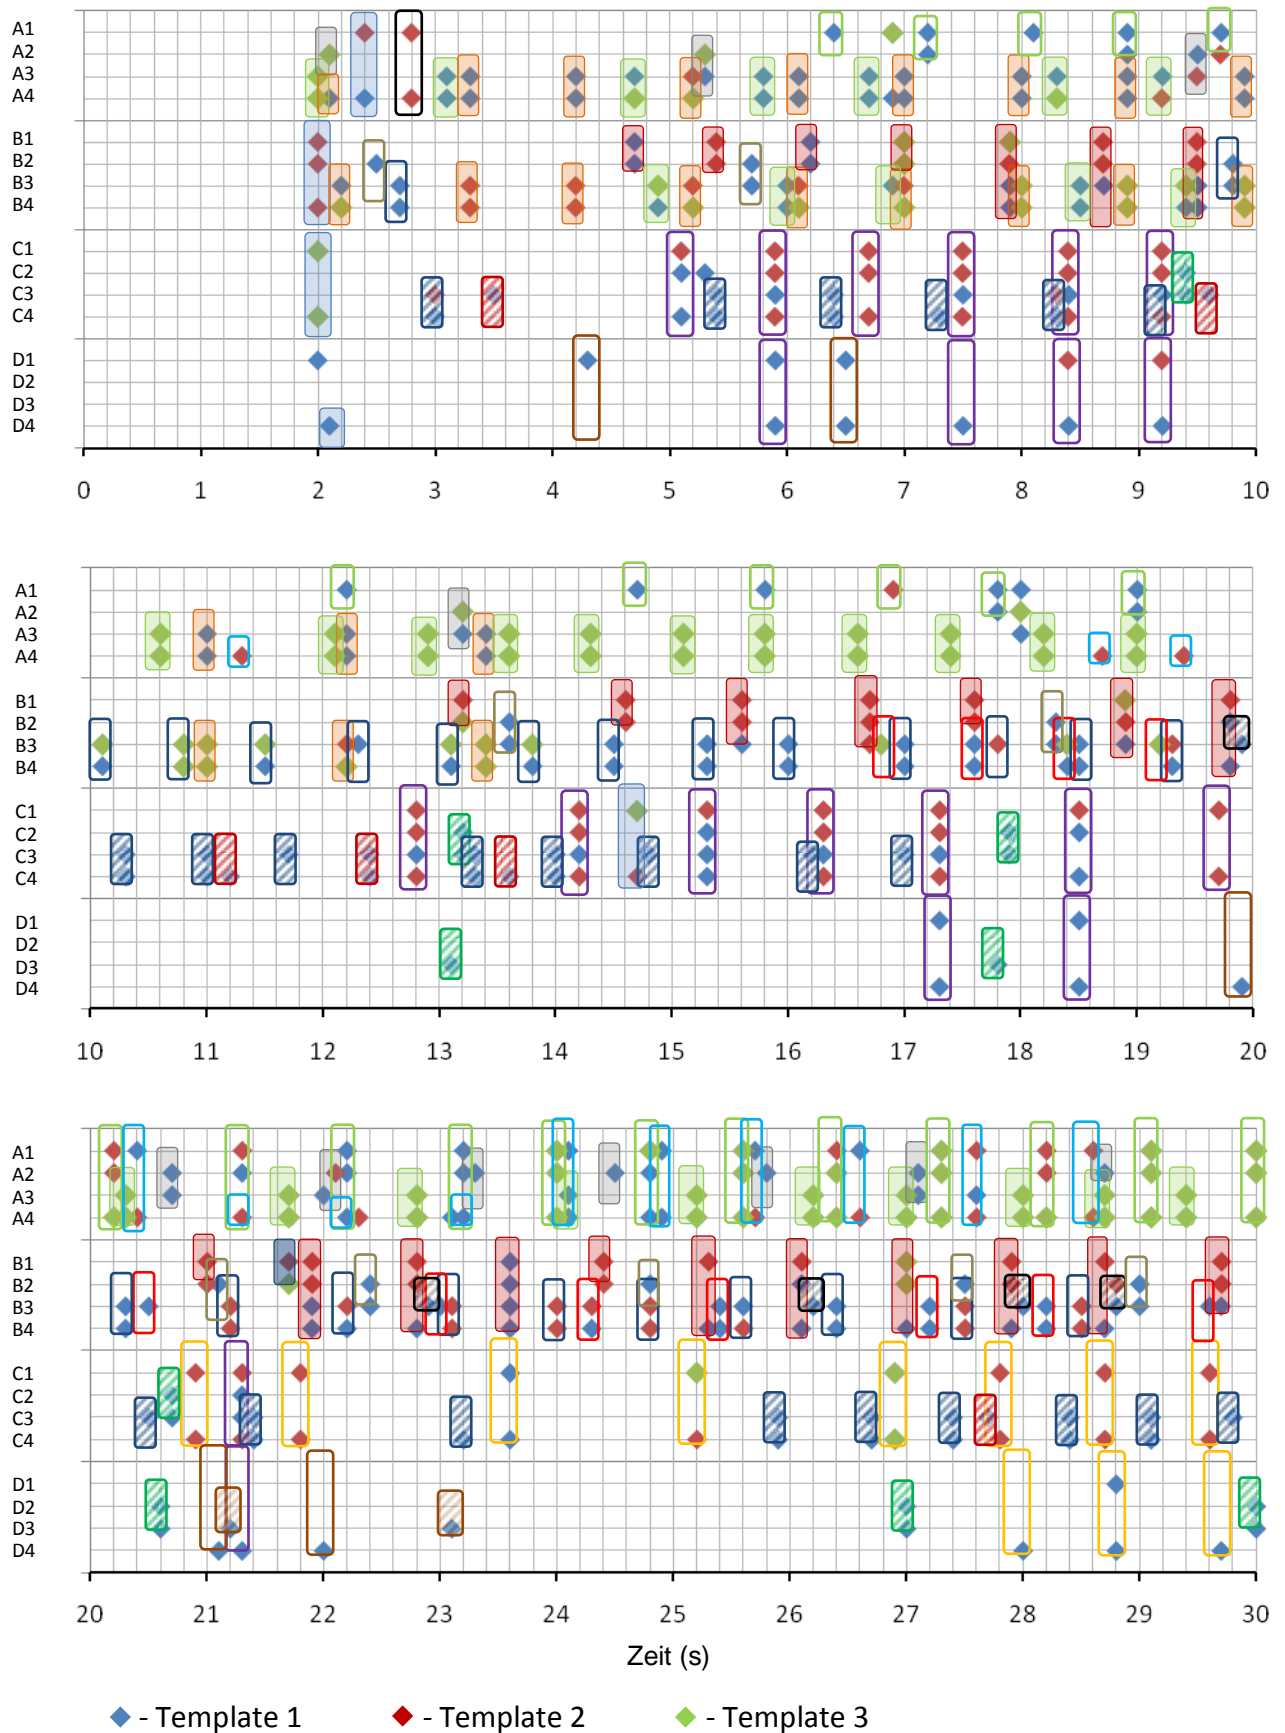 A1
A2
A3
A4
B1
B2
B3
B4
C1
C2
C3
C4
D1
D2
D3
D4
0 1 2 3 4 5 6 7 8 9 10
A1
A2
A3
A4
B1
B2
B3
B4
C1
C2
C3
C4
D1
D2
D3
D4
10 11 12 13 14 15 16 17 18 19 20
A1
A2
A3
A4
B1
B2
B3
B4
C1
C2
C3
C4
D1
D2
D3
D4
20 21 22 23 24 25 26 27 28 29 30
Zeit (s)
- Template 1 - Template 2 - Template 3